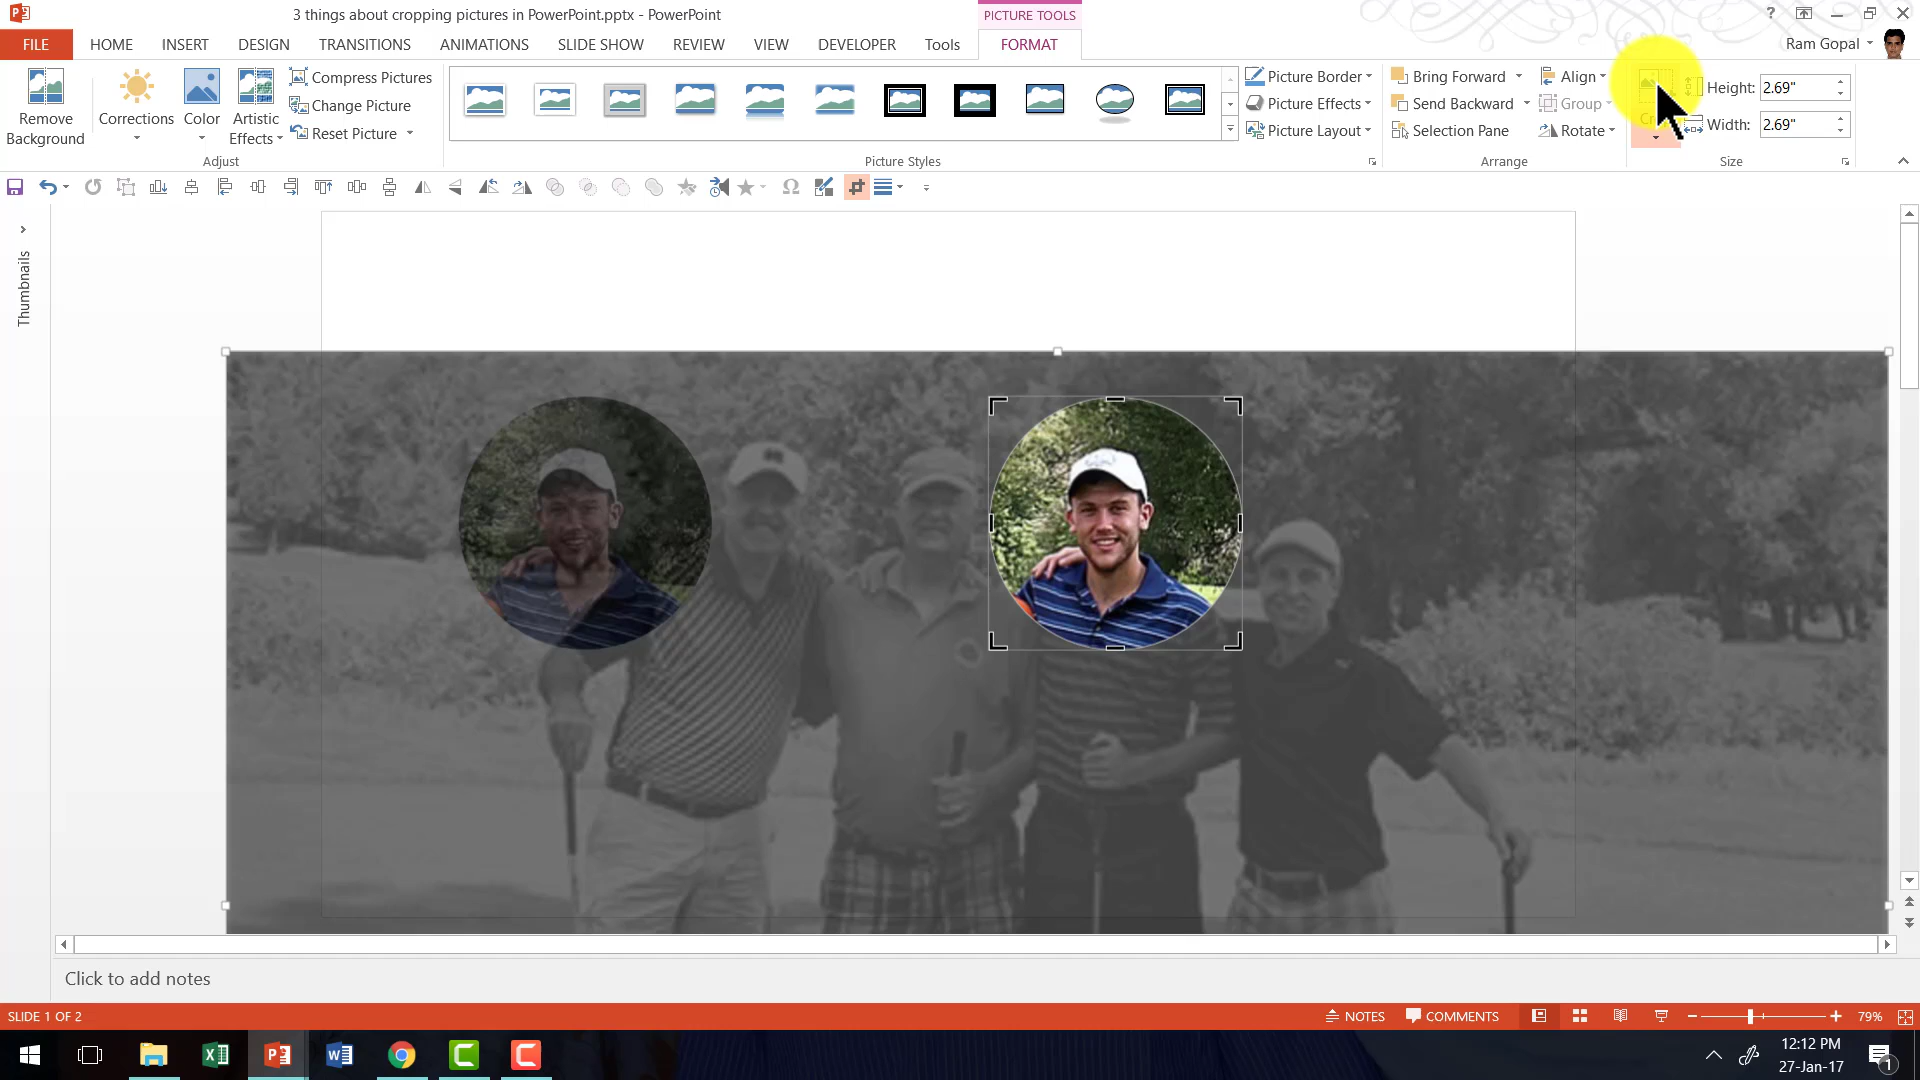 3 things about cropping pictures in PowerPoint.pptx - PowerPoint
PICTURE TOOLS
?
FILE HOME INSERT DESIGN TRANSITIONS ANIMATIONS SLIDE SHOW REVIEW VIEW DEVELOPER Tools FORMAT
Ram Gopal
Remove Background
Corrections
Color
Artistic Effects
Compress Pictures
Change Picture
Reset Picture
Adjust
Picture Styles
Picture Border
Picture Effects
Picture Layout
Bring Forward
Send Backward
Selection Pane
Align
Group
Rotate
Arrange
Height: 2.69"
Width: 2.69"
Size
Thumbnails
Click to add notes
SLIDE 1 OF 2
NOTES
COMMENTS
79%
12:12 PM
27-Jan-17
1